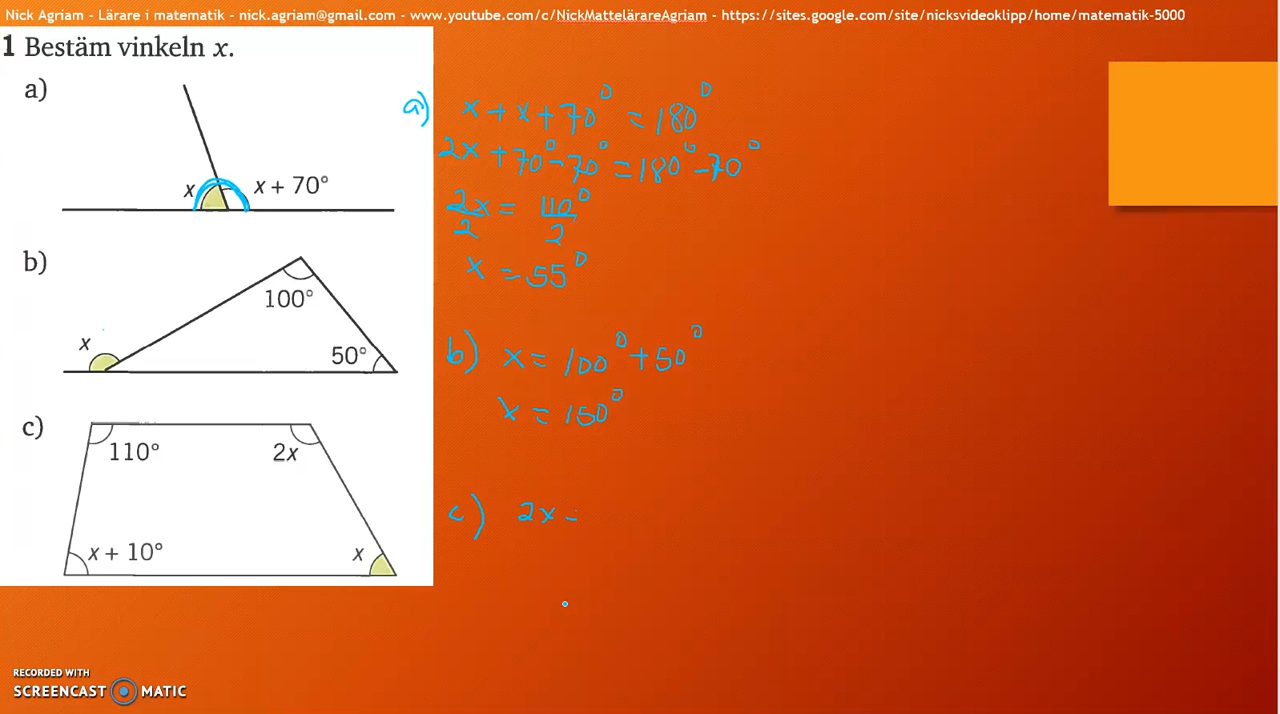 Nick Agriam - Lärare i matematik - nick.agriam@gmail.com - www.youtube.com/c/NickMattelärareAgriam - https://sites.google.com/site/nicksvideoklipp/home/matematik-5000
1 Bestäm vinkeln x.
a)
x
x + 70°
b)
100°
x
50°
c)
110°
2x
x + 10°
x
a) x + x + 70° = 180°
2x + 70° - 70° = 180° - 70°
2x/2 = 110°/2
x = 55°
b) x = 100° + 50°
x = 150°
c) 2x -
RECORDED WITH
SCREENCAST MATIC